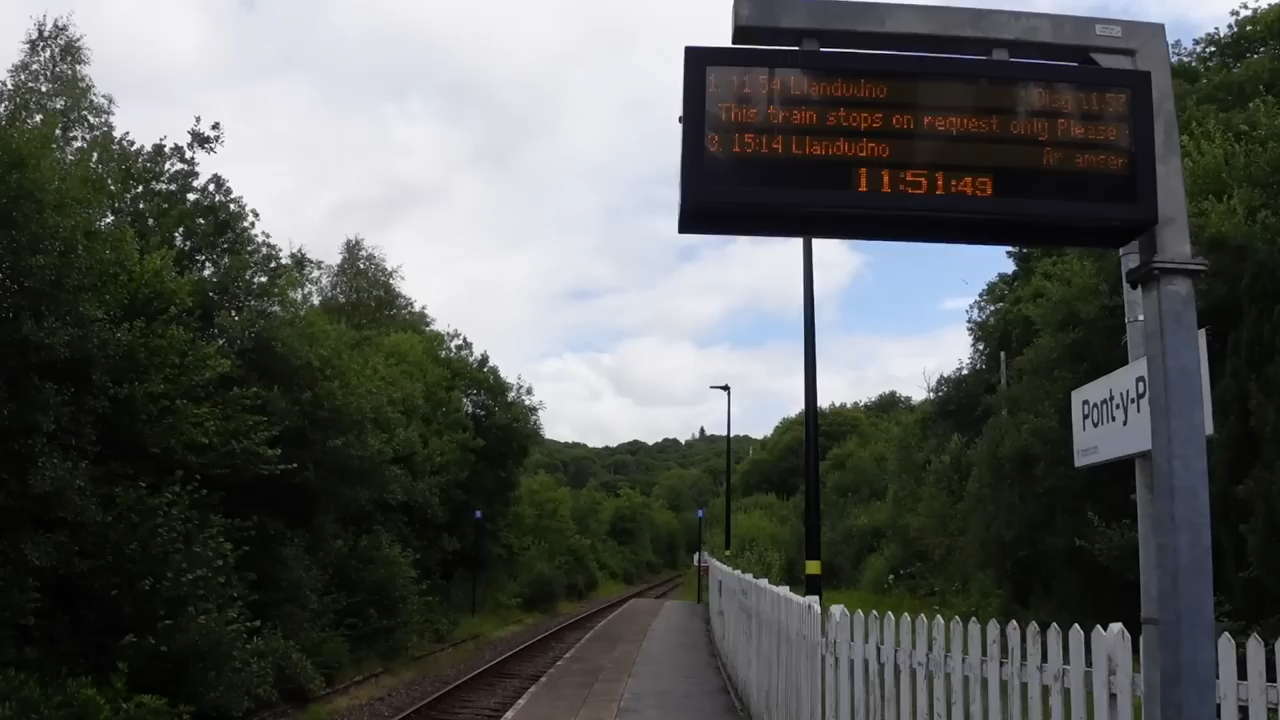 1. 11:54 Llandudno Disg 11:57
This train stops on request only Please
3. 15:14 Llandudno Ar amser
11:51:49
Pont-y-P